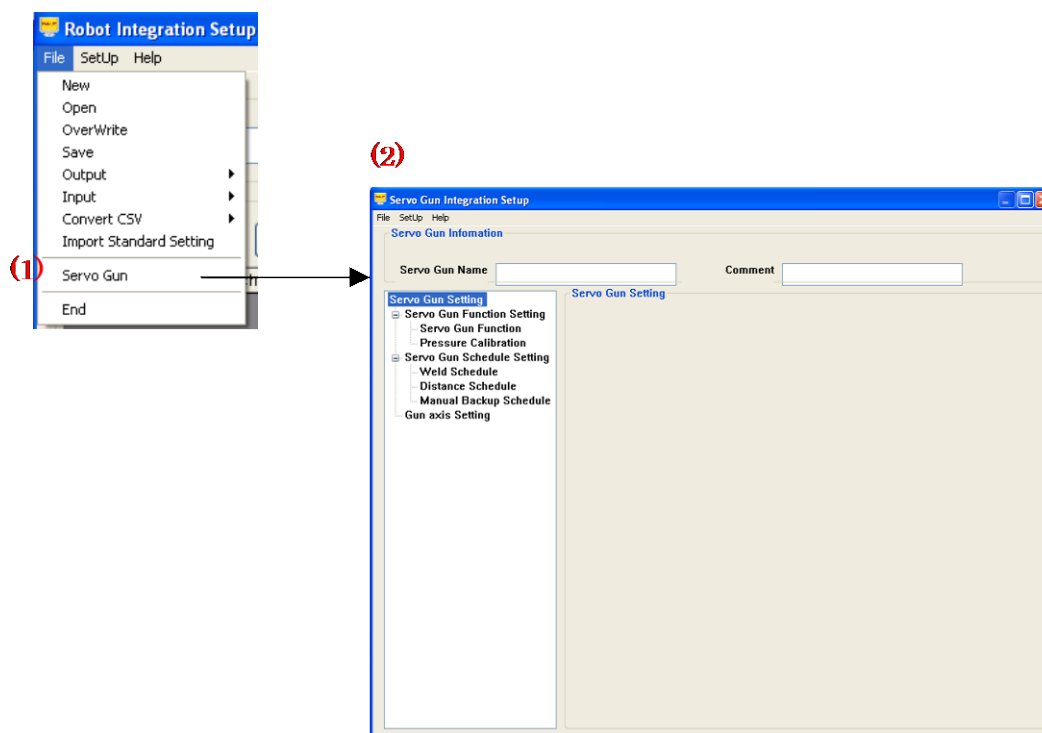 Robot Integration Setup
File SetUp Help
New
Open
OverWrite
Save
Output
Input
Convert CSV
Import Standard Setting
(1)
Servo Gun
End
(2)
Servo Gun Integration Setup
File SetUp Help
Servo Gun Infomation
Servo Gun Name Comment
Servo Gun Setting
Servo Gun Function Setting
Servo Gun Function
Pressure Calibration
Servo Gun Schedule Setting
Weld Schedule
Distance Schedule
Manual Backup Schedule
Gun axis Setting
Servo Gun Setting